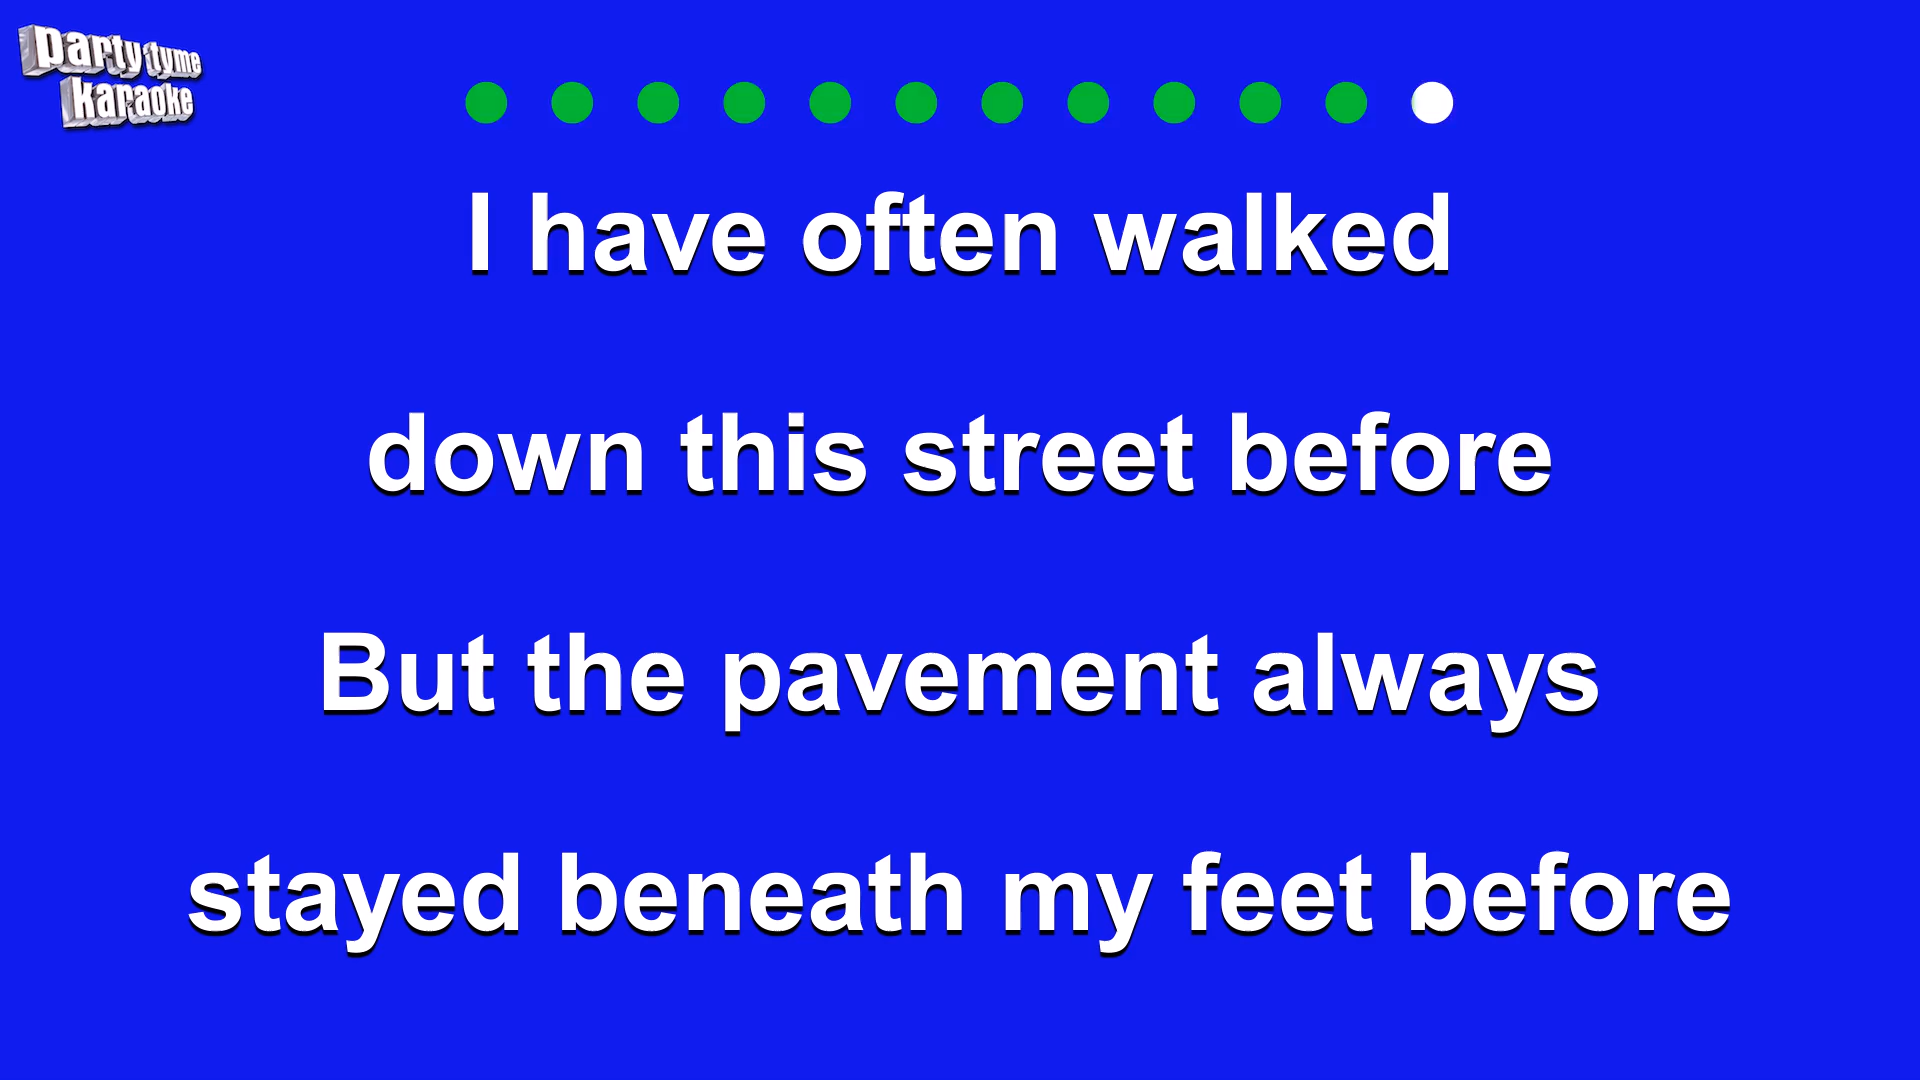 party tyme
karaoke
I have often walked
down this street before
But the pavement always
stayed beneath my feet before